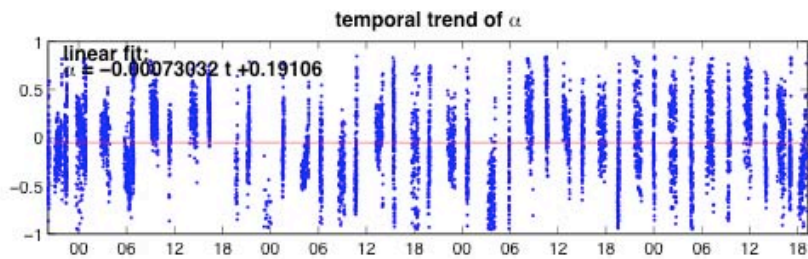 temporal trend of α
linear fit:
α = −0.00073032 t +0.19106
1
0.5
0
−0.5
−1
00 06 12 18 00 06 12 18 00 06 12 18 00 06 12 18